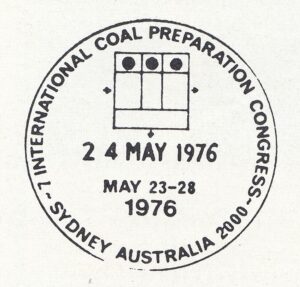 7 INTERNATIONAL COAL PREPARATION CONGRESS-
2 4 MAY 1976
MAY 23-28
1976
-SYDNEY AUSTRALIA 2000